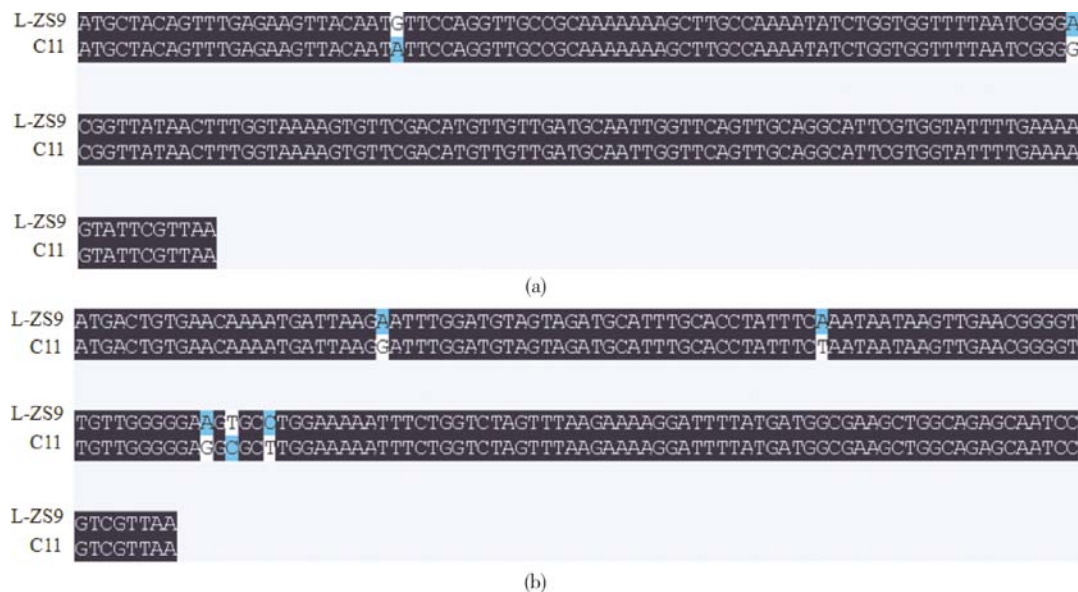 L-ZS9 ATGCTACAGTTTGAGAAGTTACAATGTTCCAGGTTGCCGCAAAAAAAGCTTGCCAAAATATCTGGTGGTTTTAATCGGGA
C11 ATGCTACAGTTTGAGAAGTTACAATATTCCAGGTTGCCGCAAAAAAAGCTTGCCAAAATATCTGGTGGTTTTAATCGGGG
L-ZS9 CGGTTATAACTTTGGTAAAAGTGTTCGACATGTTGTTGATGCAATTGGTTCAGTTGCAGGCATTCGTGGTATTTTGAAAA
C11 CGGTTATAACTTTGGTAAAAGTGTTCGACATGTTGTTGATGCAATTGGTTCAGTTGCAGGCATTCGTGGTATTTTGAAAA
L-ZS9 GTATTCGTTAA
C11 GTATTCGTTAA
(a)
L-ZS9 ATGACTGTGAACAAAATGATTAAGAATTTGGATGTAGTAGATGCATTTGCACCTATTTCAAATAATAAGTTGAACGGGGT
C11 ATGACTGTGAACAAAATGATTAAGGATTTGGATGTAGTAGATGCATTTGCACCTATTTCTAATAATAAGTTGAACGGGGT
L-ZS9 TGTTGGGGGAAGTGCCTGGAAAAATTTCTGGTCTAGTTTAAGAAAAGGATTTTATGATGGCGAAGCTGGCAGAGCAATCC
C11 TGTTGGGGGAGGCGCTTGGAAAAATTTCTGGTCTAGTTTAAGAAAAGGATTTTATGATGGCGAAGCTGGCAGAGCAATCC
L-ZS9 GTCGTTAA
C11 GTCGTTAA
(b)